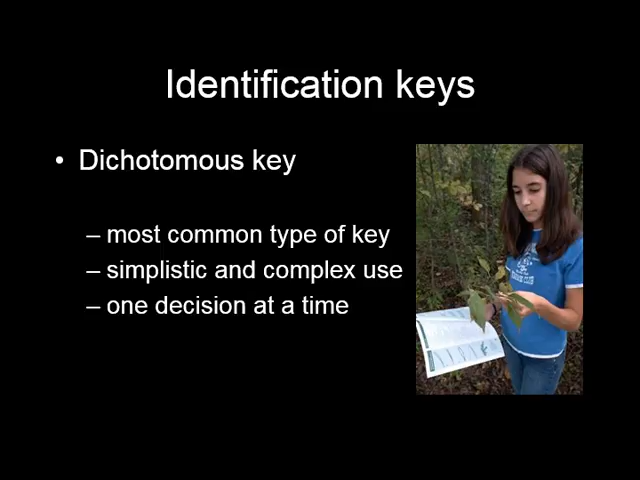 Identification keys
• Dichotomous key
– most common type of key
– simplistic and complex use
– one decision at a time